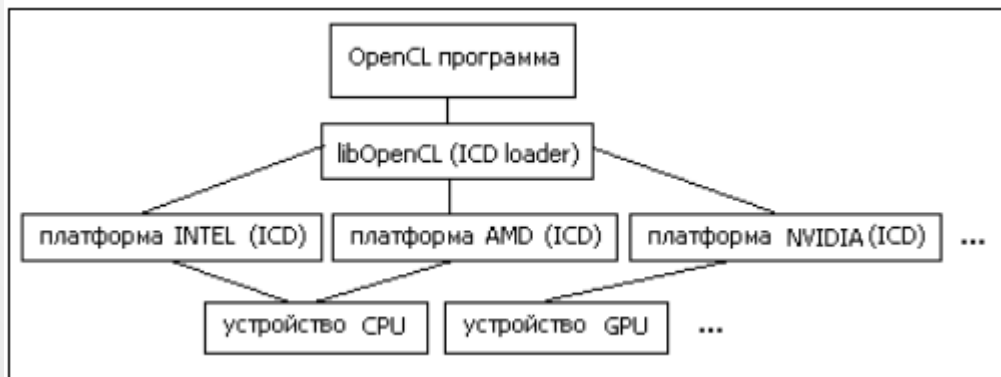 OpenCL программа
libOpenCL (ICD loader)
платформа INTEL (ICD) платформа AMD (ICD) платформа NVIDIA (ICD) ...
устройство CPU устройство GPU ...